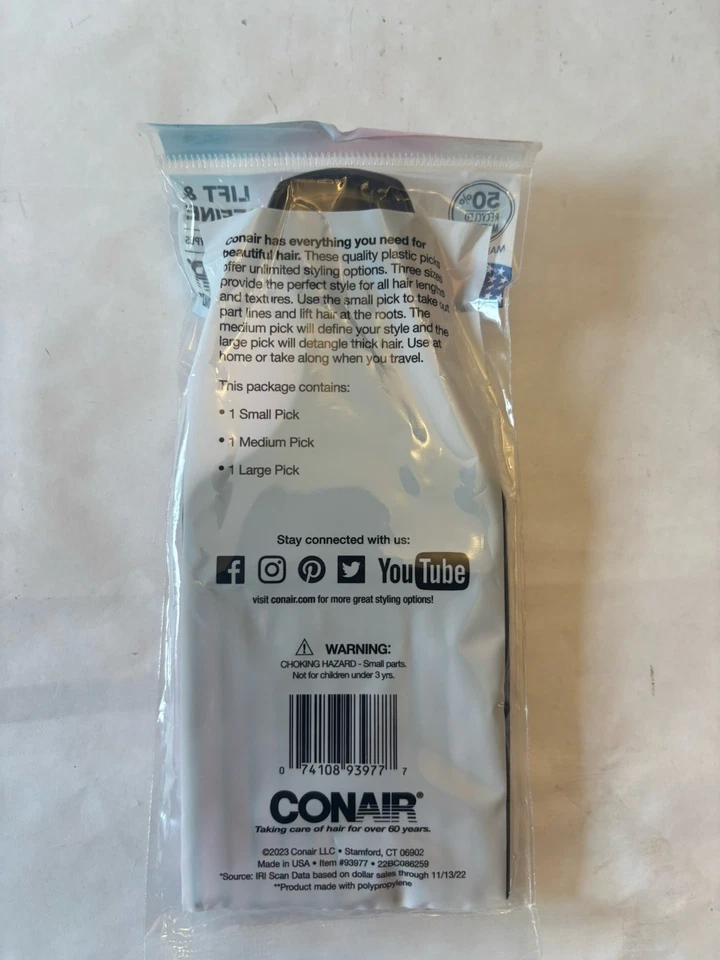 LIFT &
50%
RECYCLED
MA
Conair has everything you need for
beautiful hair. These quality plastic picks
offer unlimited styling options. Three sizes
provide the perfect style for all hair lengths
and textures. Use the small pick to take out
part lines and lift hair at the roots. The
medium pick will define your style and the
large pick will detangle thick hair. Use at
home or take along when you travel.
This package contains:
• 1 Small Pick
• 1 Medium Pick
• 1 Large Pick
Stay connected with us:
YouTube
visit conair.com for more great styling options!
WARNING:
CHOKING HAZARD - Small parts.
Not for children under 3 yrs.
0 74108 93977 7
CONAIR®
Taking care of hair for over 60 years.
©2023 Conair LLC • Stamford, CT 06902
Made in USA • Item #93977 • 22BC086259
*Source: IRI Scan Data based on dollar sales through 11/13/22
**Product made with polypropylene